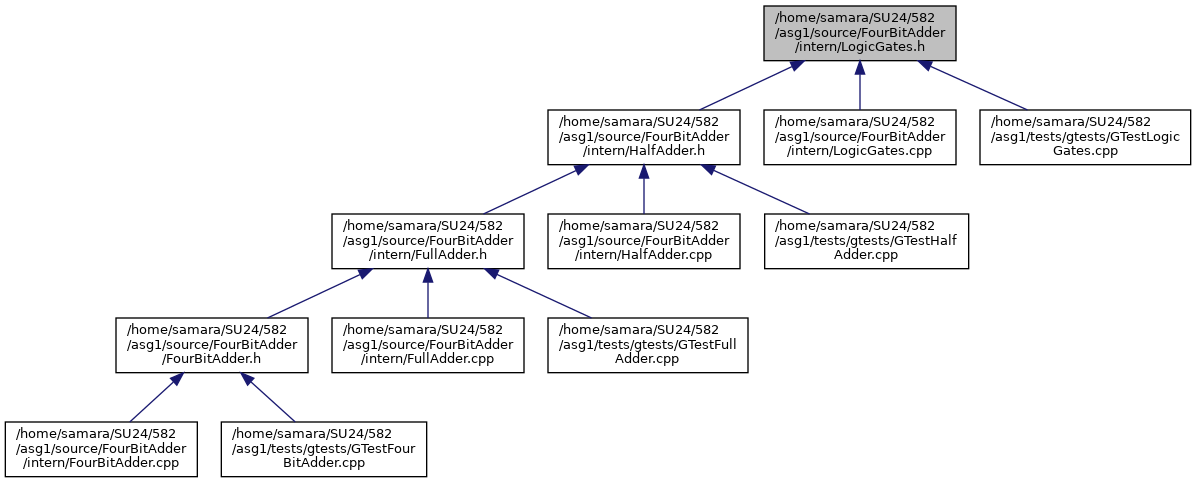 /home/samara/SU24/582
/asg1/source/FourBitAdder
/intern/LogicGates.h
/home/samara/SU24/582
/asg1/source/FourBitAdder
/intern/HalfAdder.h
/home/samara/SU24/582
/asg1/source/FourBitAdder
/intern/LogicGates.cpp
/home/samara/SU24/582
/asg1/tests/gtests/GTestLogic
Gates.cpp
/home/samara/SU24/582
/asg1/source/FourBitAdder
/intern/FullAdder.h
/home/samara/SU24/582
/asg1/source/FourBitAdder
/intern/HalfAdder.cpp
/home/samara/SU24/582
/asg1/tests/gtests/GTestHalf
Adder.cpp
/home/samara/SU24/582
/asg1/source/FourBitAdder
/FourBitAdder.h
/home/samara/SU24/582
/asg1/source/FourBitAdder
/intern/FullAdder.cpp
/home/samara/SU24/582
/asg1/tests/gtests/GTestFull
Adder.cpp
/home/samara/SU24/582
/asg1/source/FourBitAdder
/intern/FourBitAdder.cpp
/home/samara/SU24/582
/asg1/tests/gtests/GTestFour
BitAdder.cpp